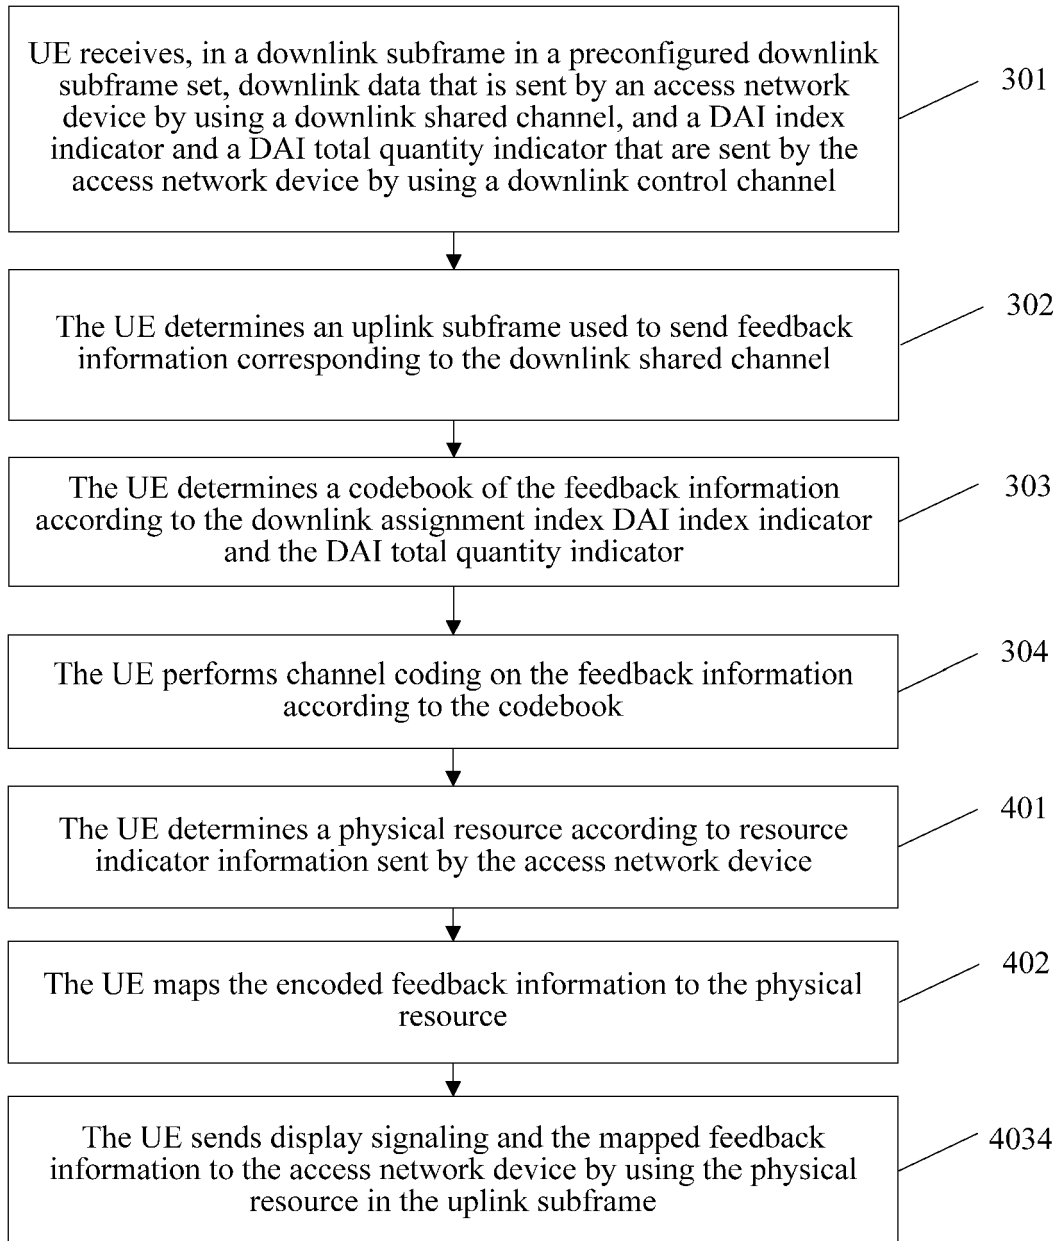 UE receives, in a downlink subframe in a preconfigured downlink
subframe set, downlink data that is sent by an access network
device by using a downlink shared channel, and a DAI index
indicator and a DAI total quantity indicator that are sent by the
access network device by using a downlink control channel
301
The UE determines an uplink subframe used to send feedback
information corresponding to the downlink shared channel
302
The UE determines a codebook of the feedback information
according to the downlink assignment index DAI index indicator
and the DAI total quantity indicator
303
The UE performs channel coding on the feedback information
according to the codebook
304
The UE determines a physical resource according to resource
indicator information sent by the access network device
401
The UE maps the encoded feedback information to the physical
resource
402
The UE sends display signaling and the mapped feedback
information to the access network device by using the physical
resource in the uplink subframe
4034